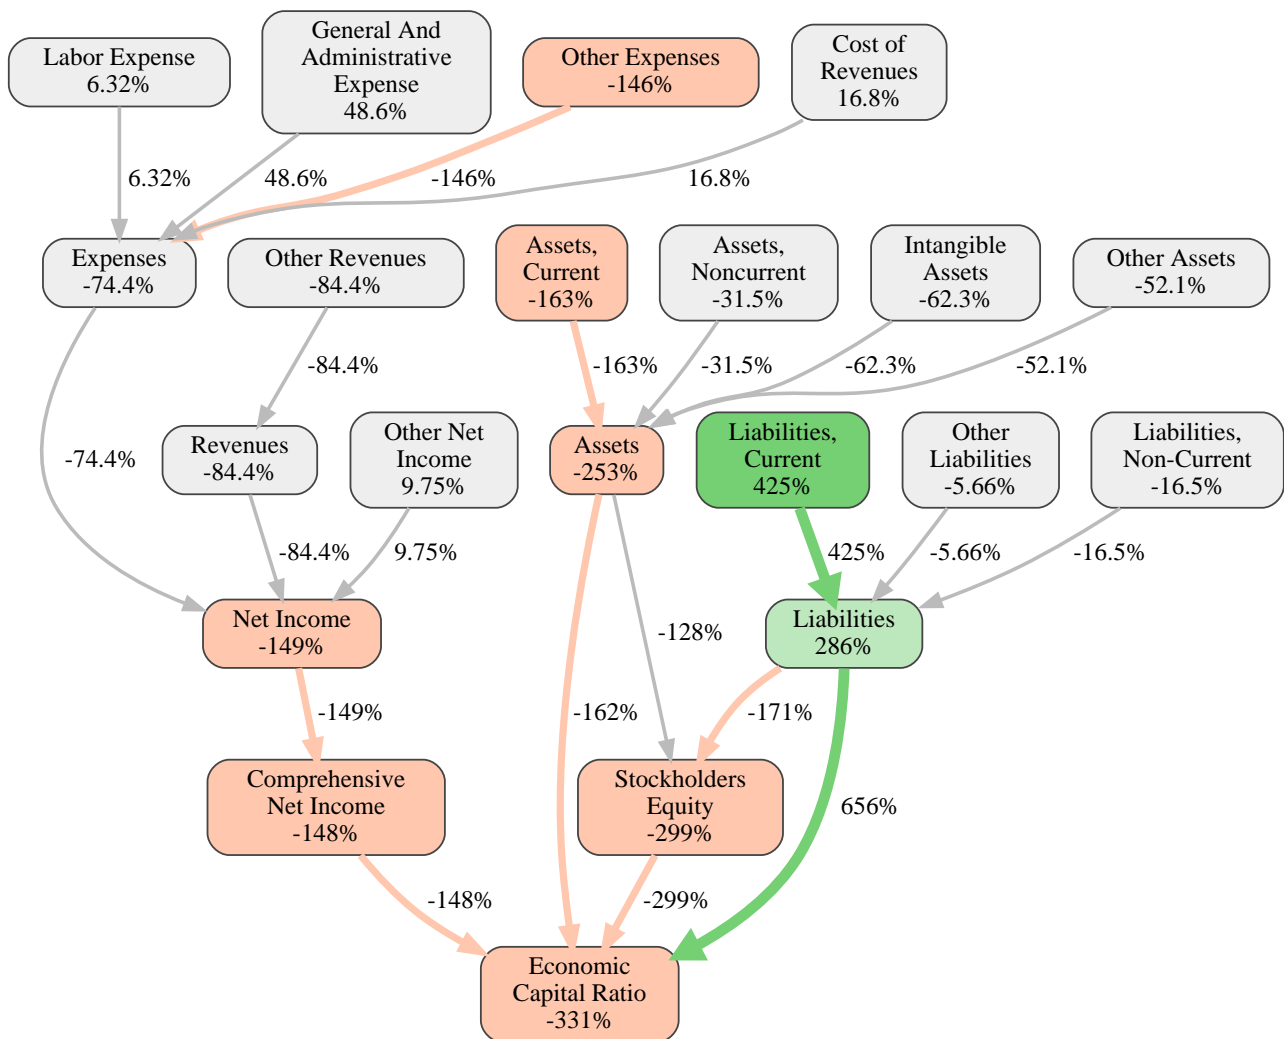 Labor Expense
6.32%
General And
Administrative
Expense
48.6%
Other Expenses
-146%
Cost of
Revenues
16.8%
6.32%
48.6%
-146%
16.8%
Expenses
-74.4%
Other Revenues
-84.4%
Assets,
Current
-163%
Assets,
Noncurrent
-31.5%
Intangible
Assets
-62.3%
Other Assets
-52.1%
-84.4%
-163%
-31.5%
-62.3%
-52.1%
-74.4%
Revenues
-84.4%
Other Net
Income
9.75%
Assets
-253%
Liabilities,
Current
425%
Other
Liabilities
-5.66%
Liabilities,
Non-Current
-16.5%
-84.4%
9.75%
425%
-5.66%
-16.5%
Net Income
-149%
-128%
Liabilities
286%
-149%
-162%
-171%
Comprehensive
Net Income
-148%
Stockholders
Equity
-299%
656%
-148%
-299%
Economic
Capital Ratio
-331%